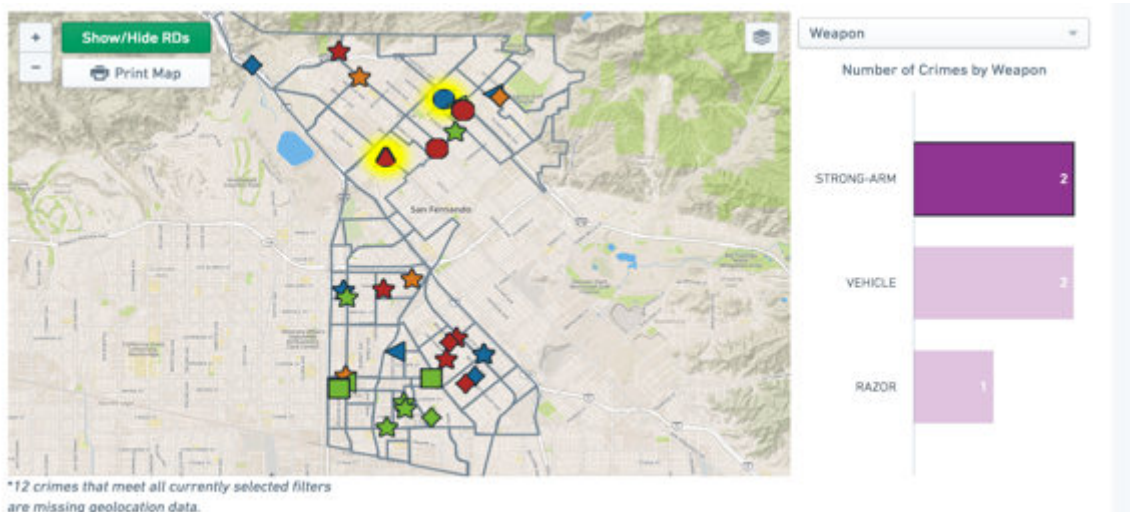 +
Show/Hide RDs
−
Print Map
San Fernando
*12 crimes that meet all currently selected filters
are missing geolocation data.
Weapon
Number of Crimes by Weapon
STRONG-ARM
2
VEHICLE
2
RAZOR
1